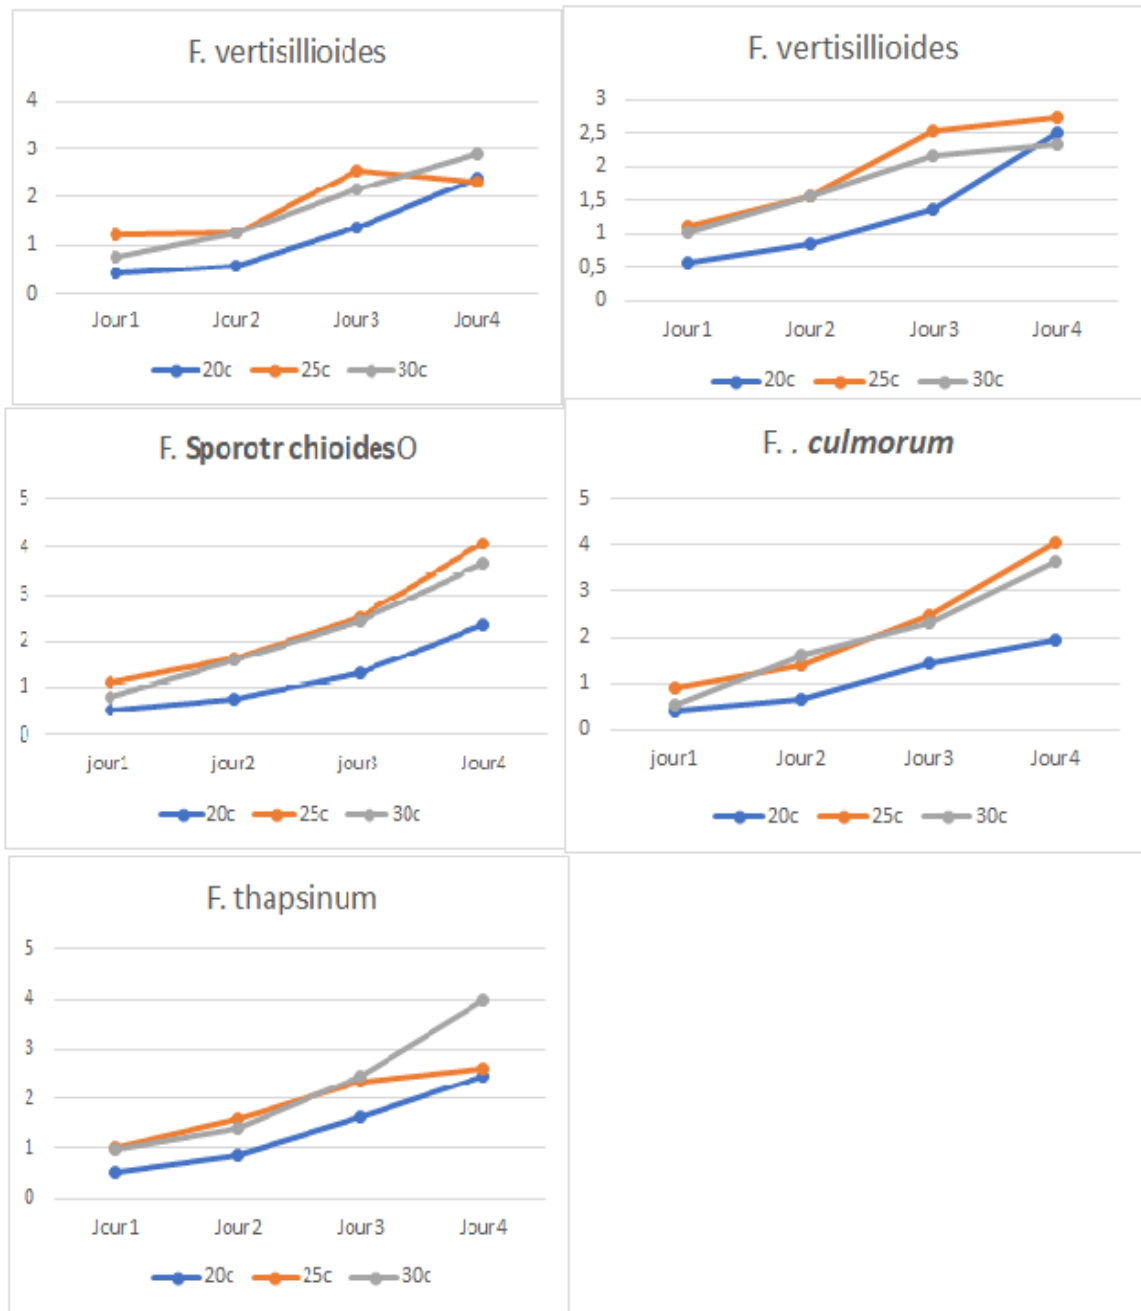 F. vertisillioides
4
3
2
1
0
Jour1 Jour2 Jour3 Jour4
20c 25c 30c
F. vertisillioides
3
2,5
2
1,5
1
0,5
0
Jour1 Jour2 Jour3 Jour4
20c 25c 30c
F. Sporotr chioidesO
5
4
3
2
1
0
jour1 jour2 jour3 Jour4
20c 25c 30c
F. . culmorum
5
4
3
2
1
0
jour1 Jour2 Jour3 Jour4
20c 25c 30c
F. thapsinum
5
4
3
2
1
0
Jour1 Jour2 Jour3 Jour4
20c 25c 30c